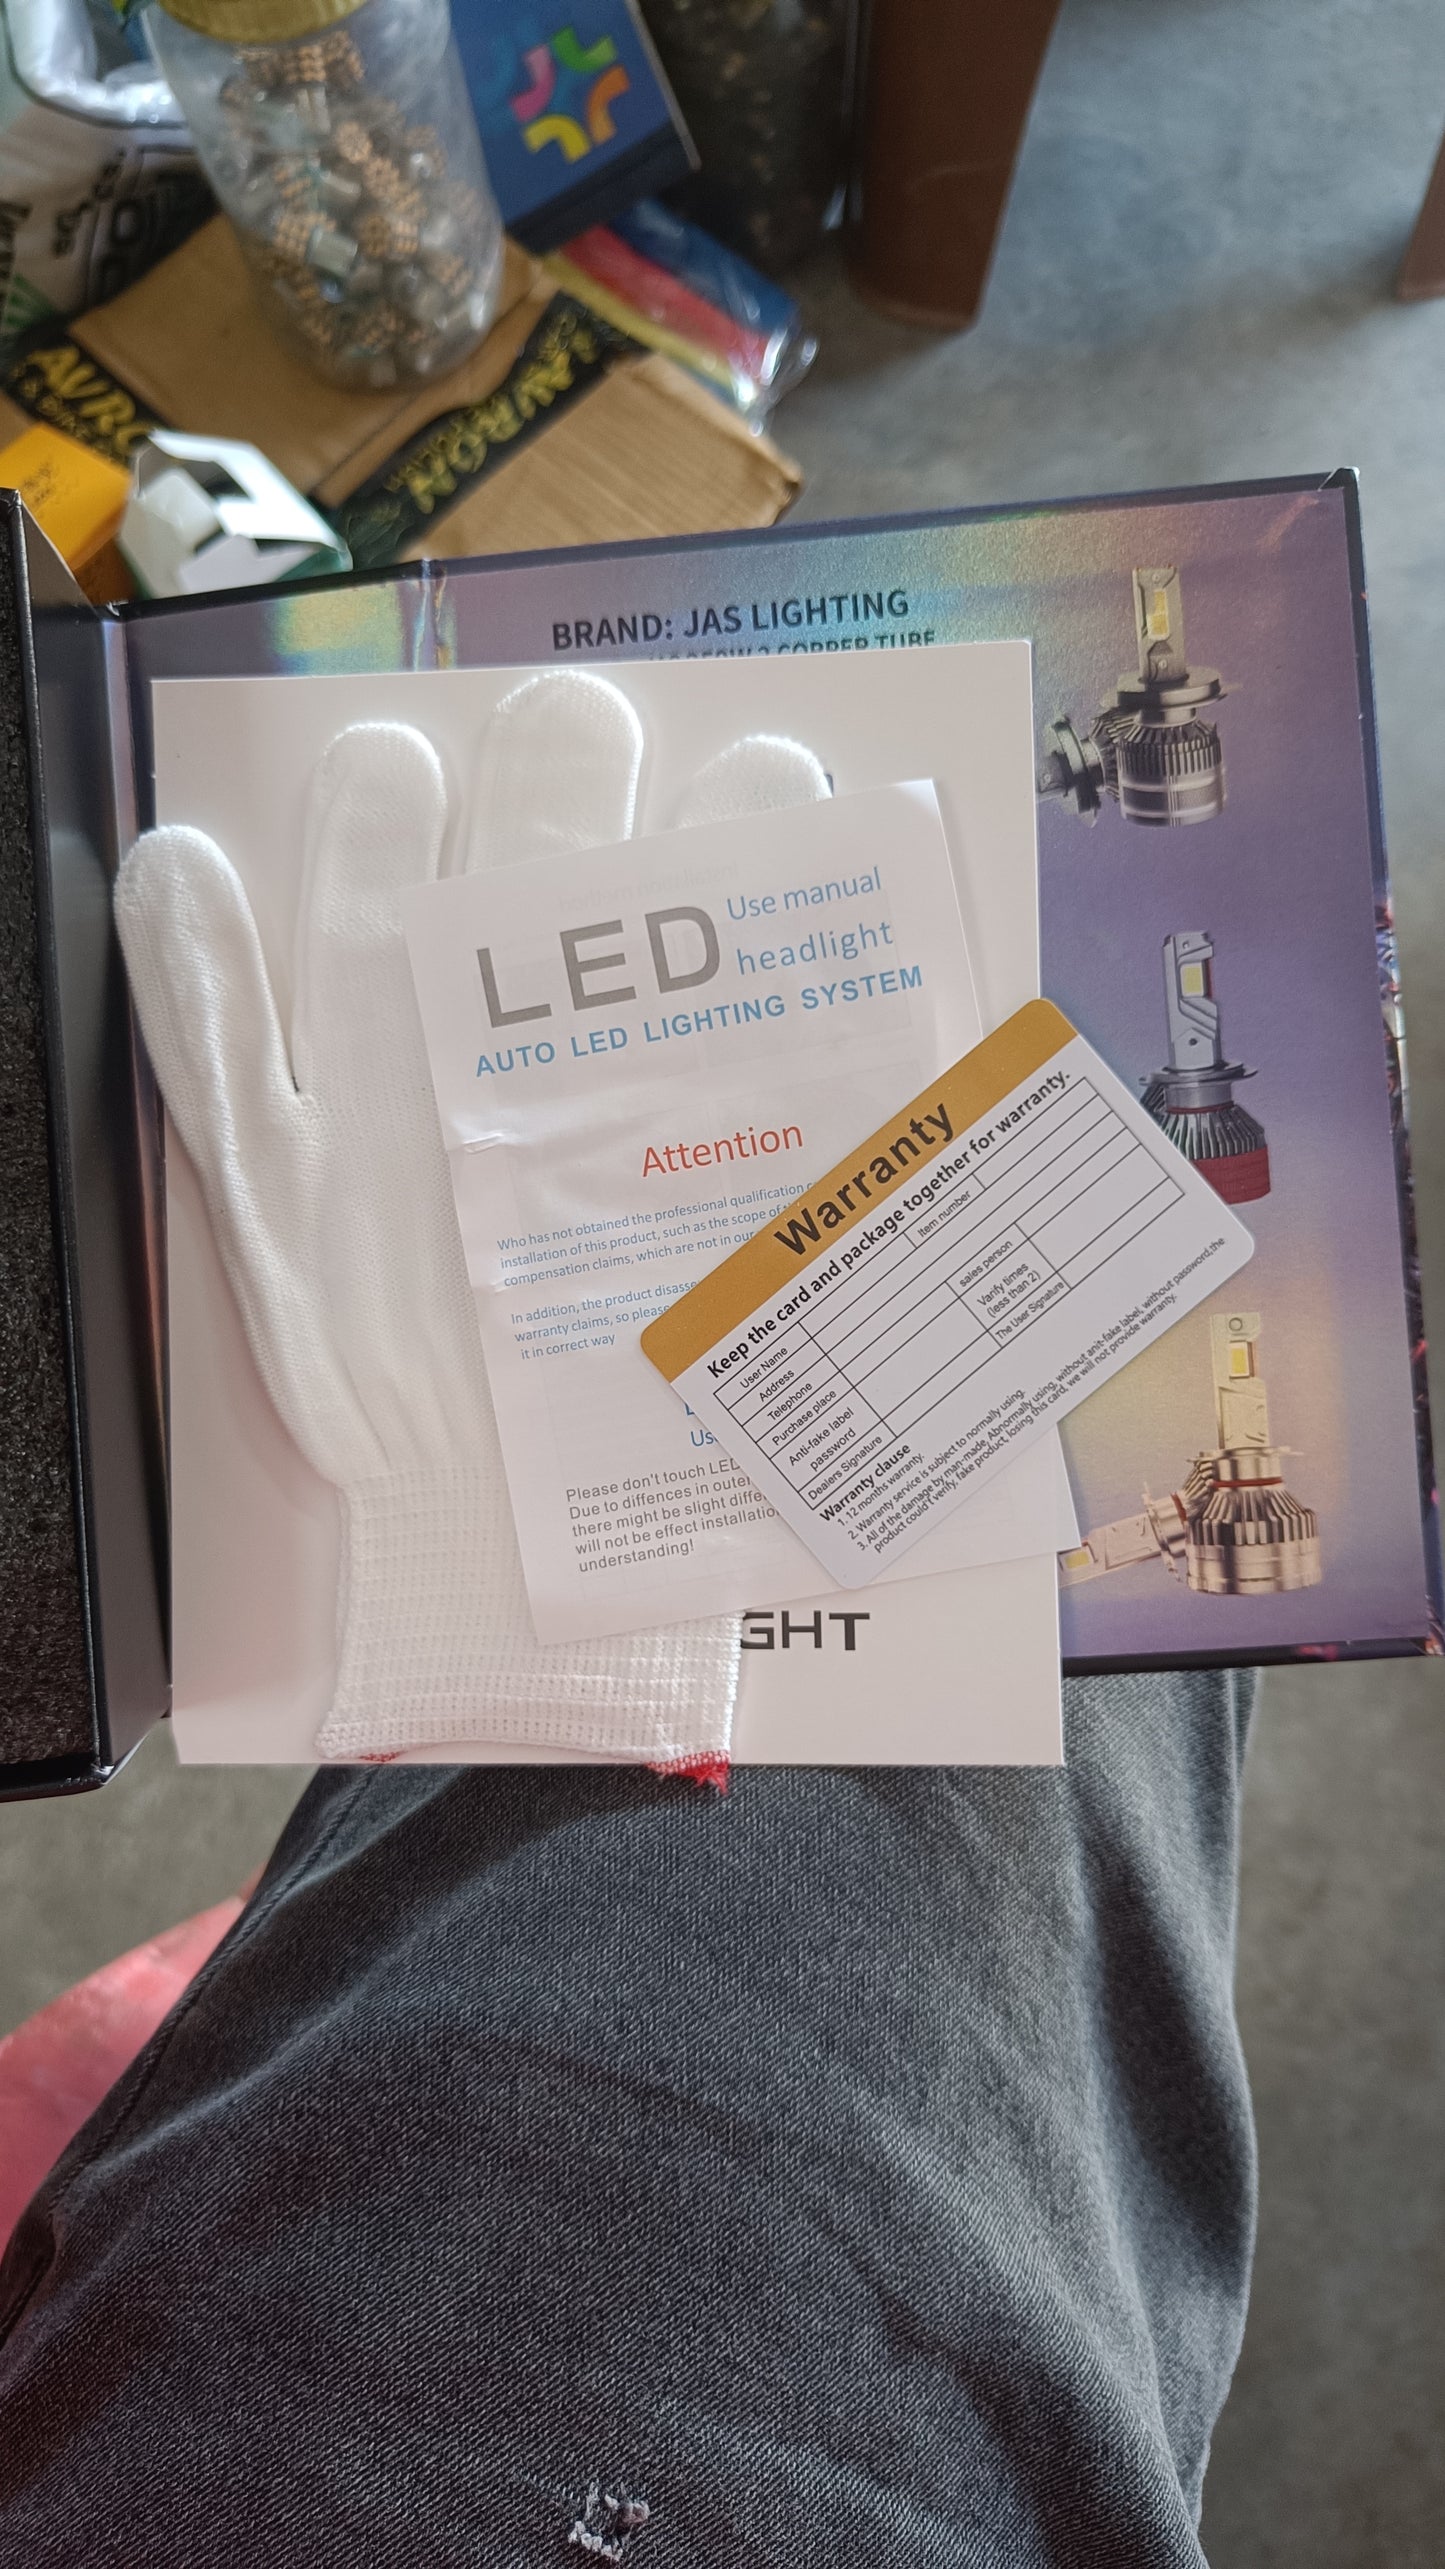 AVRON
BRAND: JAS LIGHTING
COPPER TUBE
LED
Use manual
headlight
AUTO LED LIGHTING SYSTEM
Attention
Who has not obtained the professional qualification
installation of this product, such as the scope of
compensation claims, which are not in our
In addition, the product
warranty claims, so please
it in correct way
Please don't touch LED
Due to diffences in outer
there might be slight
will not be effect
understanding!
GHT
Warranty
Keep the card and package together for warranty.
User Name
Item number
Address
Telephone
sales person
Purchase place
Varify times
(less than 2)
Anti-fake label
password
The User Signature
Dealers Signature
Warranty clause
1. 12 months warranty.
2. Warranty service is subject to normally using.
3. All of the damage by man-made, Abnormally using, without anit-fake label, without password,the
product could't verify, fake product, losing this card, we will not provide warranty.